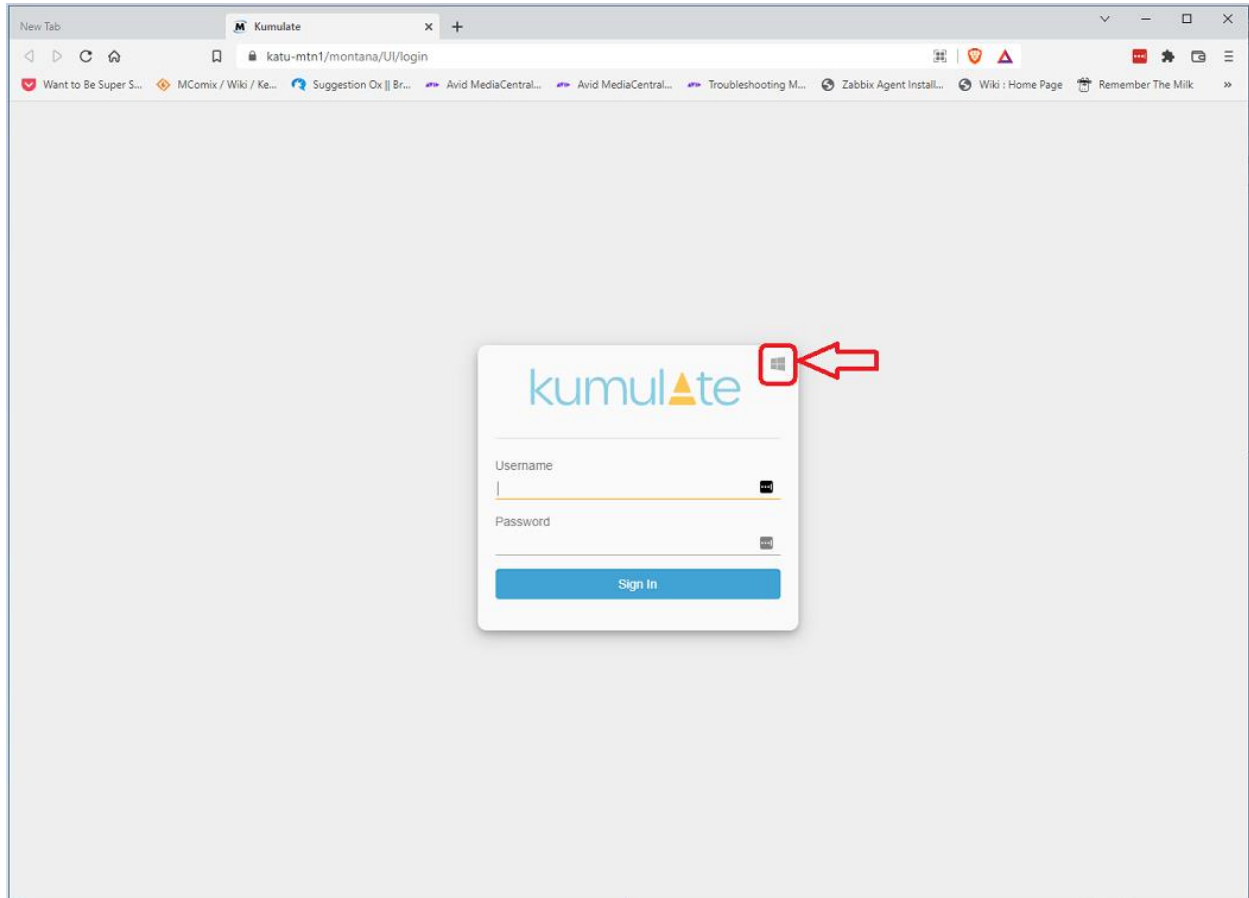 New Tab
Kumulate
katu-mtn1/montana/UI/login
Want to Be Super S... MComix / Wiki / Ke... Suggestion Ox || Br... Avid MediaCentral... Avid MediaCentral... Troubleshooting M... Zabbix Agent Install... Wiki : Home Page Remember The Milk »
kumulate
Username
Password
Sign In